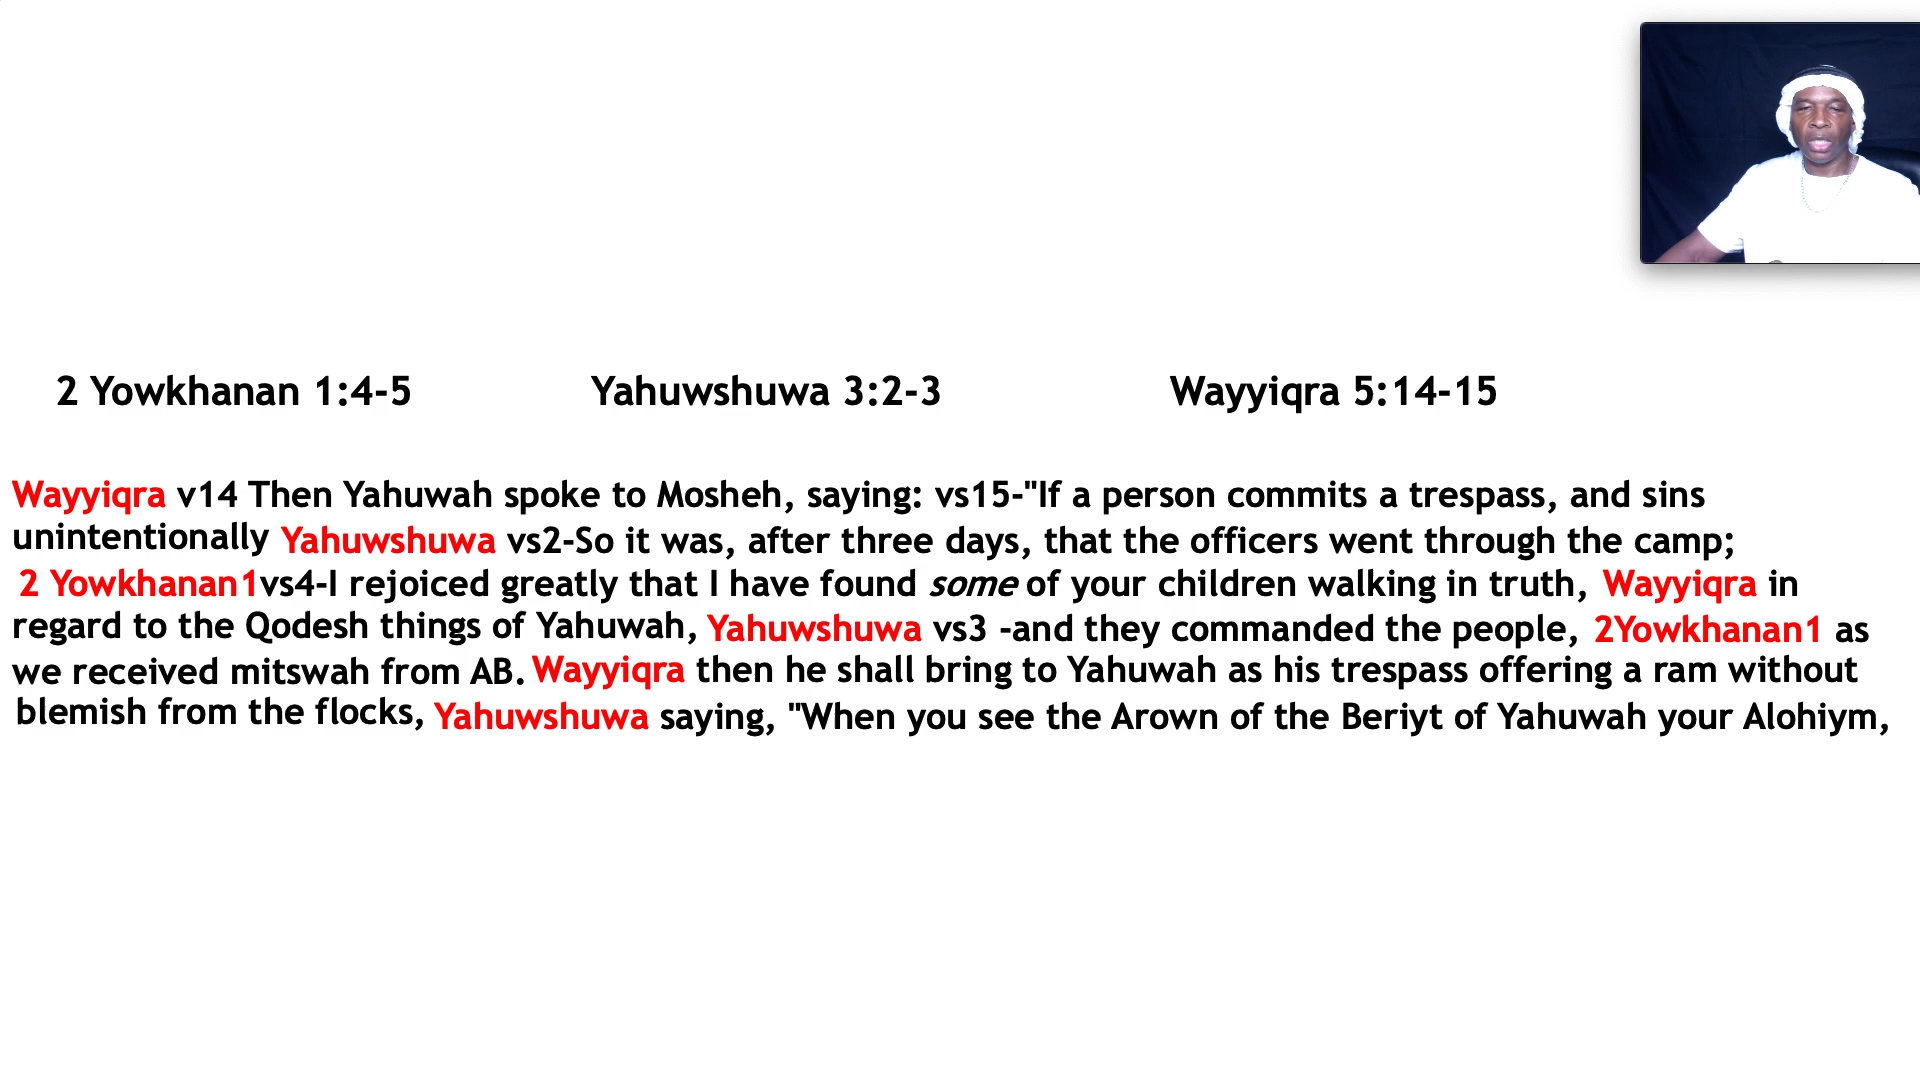 2 Yowkhanan 1:4-5 Yahuwshuwa 3:2-3 Wayyiqra 5:14-15
Wayyiqra v14 Then Yahuwah spoke to Mosheh, saying: vs15-"If a person commits a trespass, and sins
unintentionally Yahuwshuwa vs2-So it was, after three days, that the officers went through the camp;
2 Yowkhanan1vs4-I rejoiced greatly that I have found some of your children walking in truth, Wayyiqra in
regard to the Qodesh things of Yahuwah, Yahuwshuwa vs3 -and they commanded the people, 2Yowkhanan1 as
we received mitswah from AB. Wayyiqra then he shall bring to Yahuwah as his trespass offering a ram without
blemish from the flocks, Yahuwshuwa saying, "When you see the Arown of the Beriyt of Yahuwah your Alohiym,